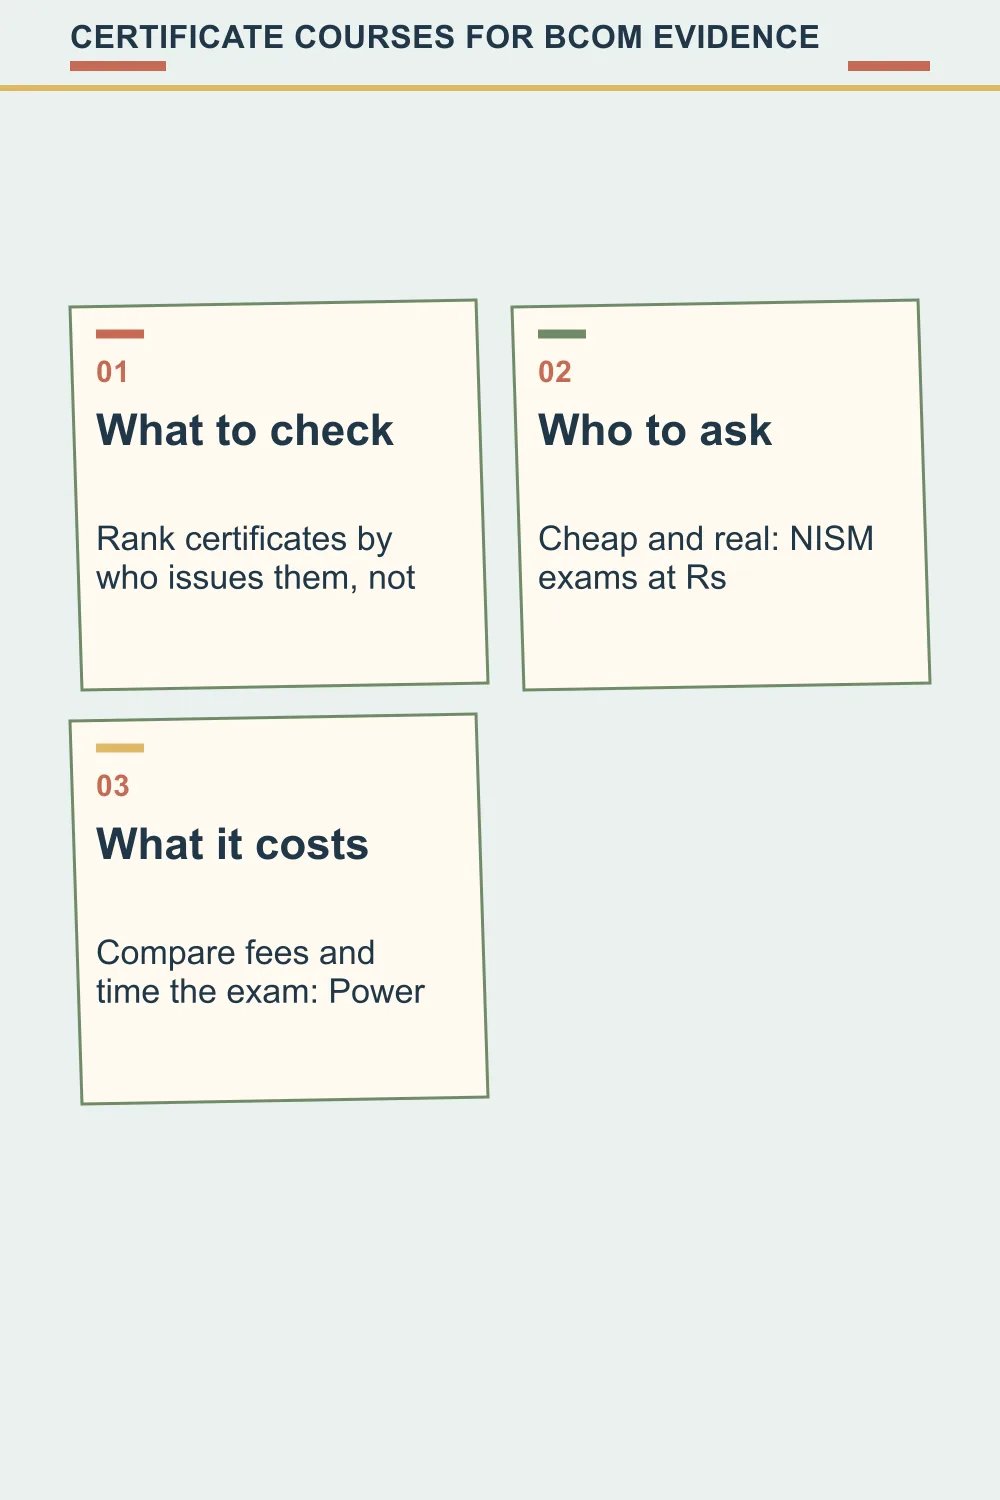 CERTIFICATE COURSES FOR BCOM EVIDENCE
01
What to check
Rank certificates by
who issues them, not
02
Who to ask
Cheap and real: NISM
exams at Rs
03
What it costs
Compare fees and
time the exam: Power